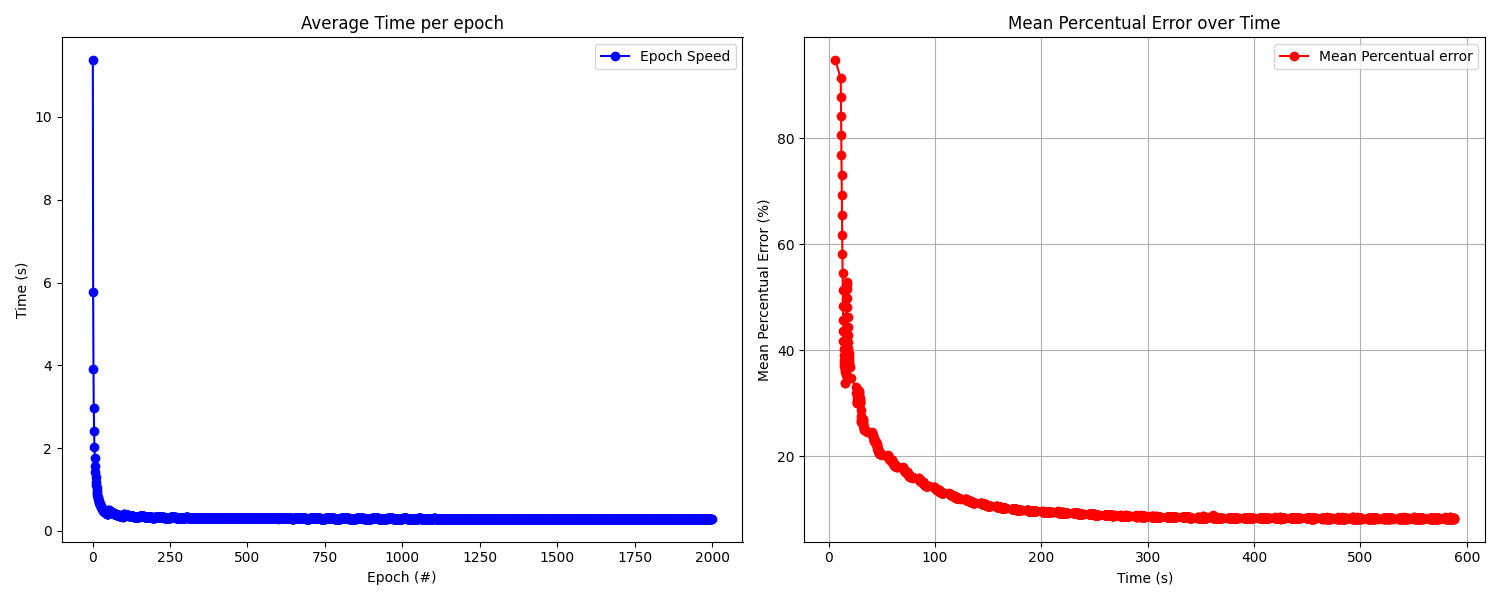 Average Time per epoch
Epoch Speed
10
8
6
4
2
0
Time (s)
0 250 500 750 1000 1250 1500 1750 2000
Epoch (#)
Mean Percentual Error over Time
Mean Percentual error
80
60
40
20
Mean Percentual Error (%)
0 100 200 300 400 500 600
Time (s)